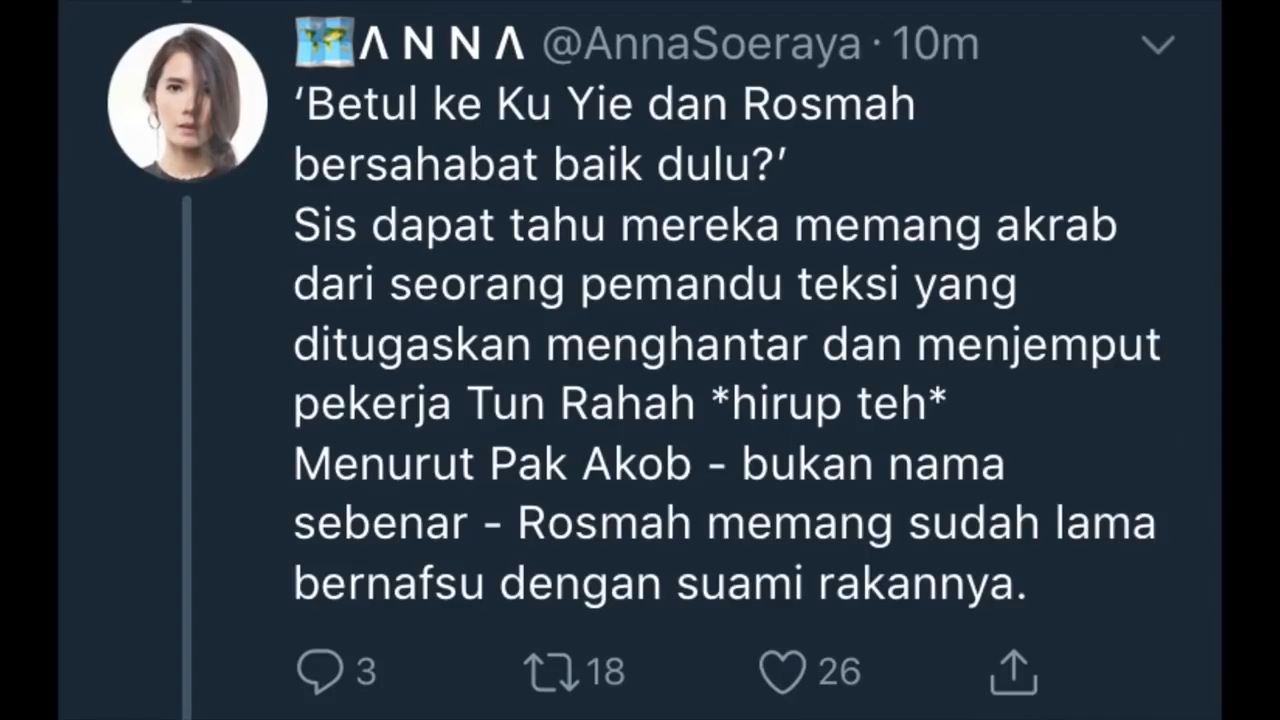 ΛNNΛ @AnnaSoeraya · 10m
‘Betul ke Ku Yie dan Rosmah
bersahabat baik dulu?’
Sis dapat tahu mereka memang akrab
dari seorang pemandu teksi yang
ditugaskan menghantar dan menjemput
pekerja Tun Rahah *hirup teh*
Menurut Pak Akob - bukan nama
sebenar - Rosmah memang sudah lama
bernafsu dengan suami rakannya.
3 18 26